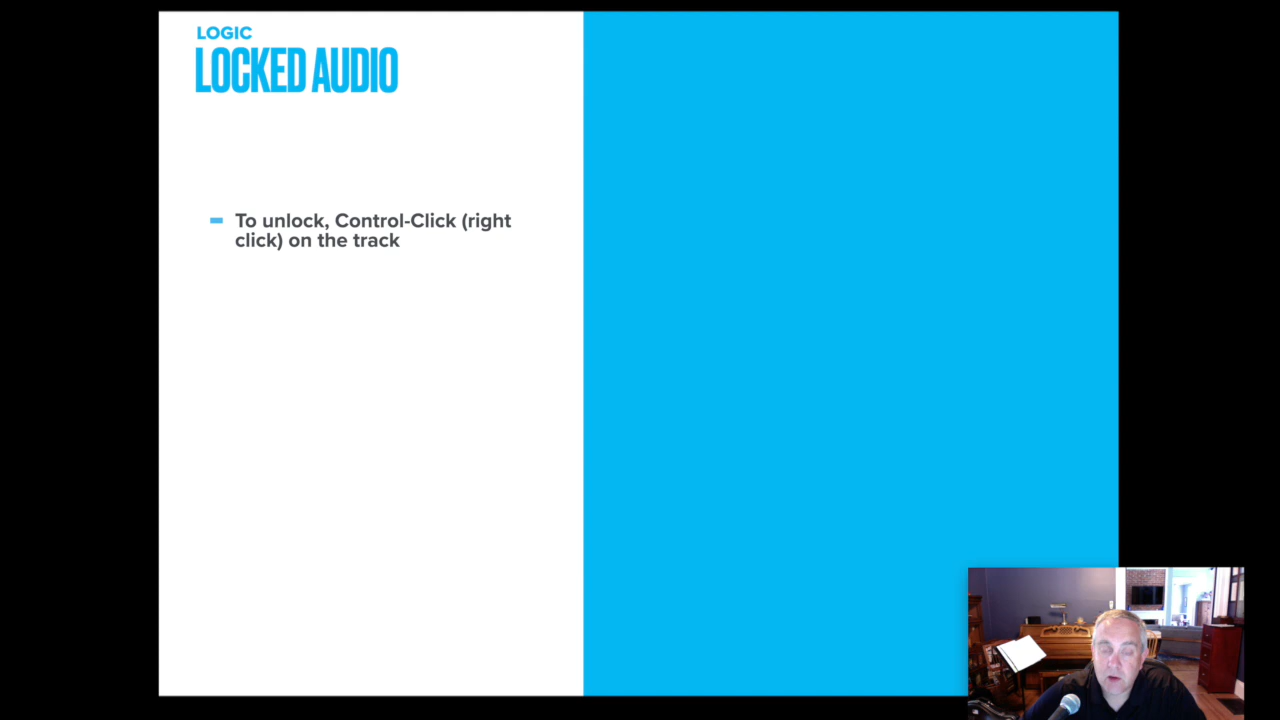 LOGIC
LOCKED AUDIO
To unlock, Control-Click (right
click) on the track